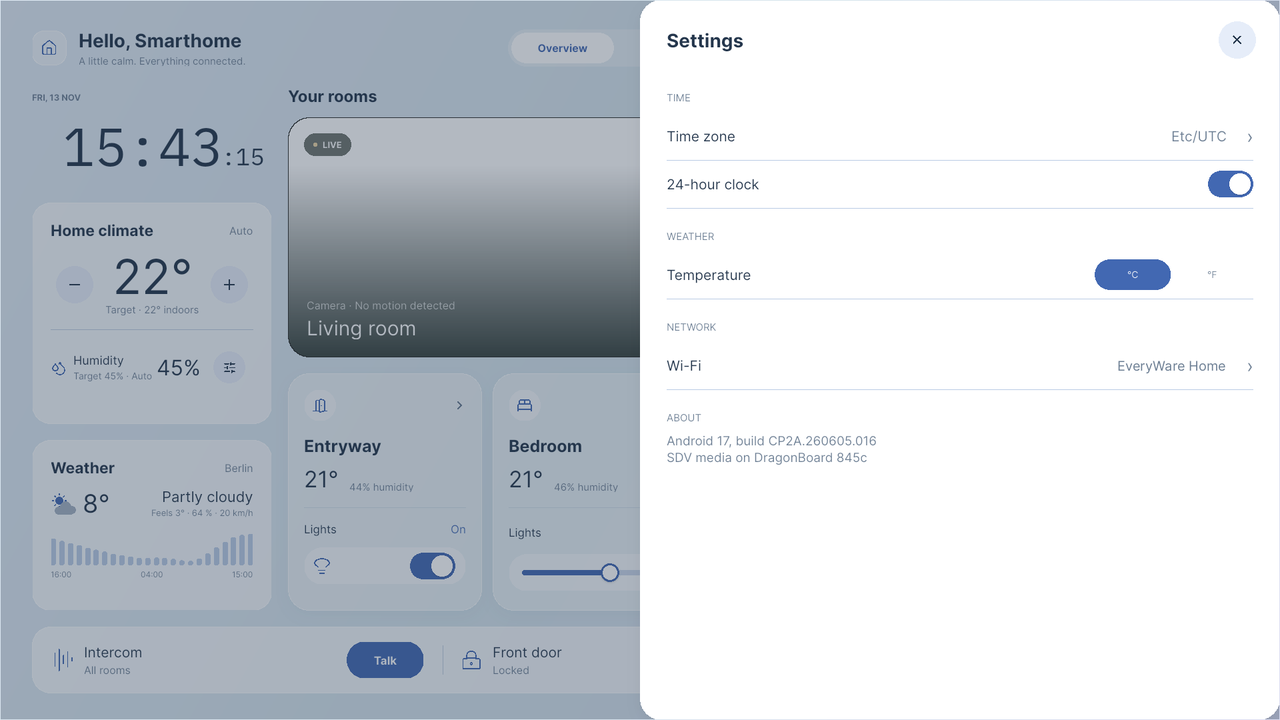 Hello, Smarthome
A little calm. Everything connected.
Overview
FRI, 13 NOV
15:43:15
Home climate
Auto
−
22°
+
Target · 22° indoors
Humidity
Target 45% · Auto
45%
Weather
Berlin
8°
Partly cloudy
Feels 3° · 64 % · 20 km/h
16:00
04:00
15:00
Your rooms
LIVE
Camera · No motion detected
Living room
Entryway
21°
44% humidity
Lights
On
Bedroom
21°
46% humidity
Lights
Intercom
All rooms
Talk
Front door
Locked
Settings
TIME
Time zone
Etc/UTC
24-hour clock
WEATHER
Temperature
°C
°F
NETWORK
Wi-Fi
EveryWare Home
ABOUT
Android 17, build CP2A.260605.016
SDV media on DragonBoard 845c